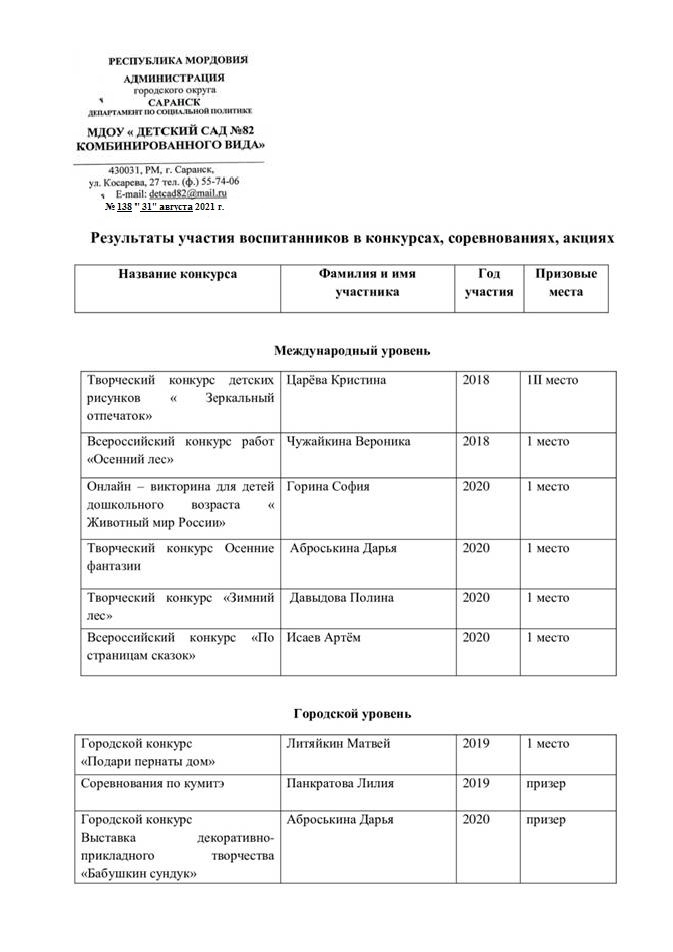 РЕСПУБЛИКА МОРДОВИЯ
АДМИНИСТРАЦИЯ
городского округа
САРАНСК
ДЕПАРТАМЕНТ ПО СОЦИАЛЬНОЙ ПОЛИТИКЕ
МДОУ « ДЕТСКИЙ САД №82
КОМБИНИРОВАННОГО ВИДА»
430031, РМ, г. Саранск,
ул. Косарева, 27 тел. (ф.) 55-74-06
E-mail: detcad82@mail.ru
№ 138 " 31" августа 2021 г.
Результаты участия воспитанников в конкурсах, соревнованиях, акциях
Название конкурса
Фамилия и имя
участника
Год
участия
Призовые
места
Международный уровень
Творческий конкурс детских
рисунков « Зеркальный
отпечаток»
Царёва Кристина
2018
1II место
Всероссийский конкурс работ
«Осенний лес»
Чужайкина Вероника
2018
1 место
Онлайн – викторина для детей
дошкольного возраста «
Животный мир России»
Горина София
2020
1 место
Творческий конкурс Осенние
фантазии
Аброськина Дарья
2020
1 место
Творческий конкурс «Зимний
лес»
Давыдова Полина
2020
1 место
Всероссийский конкурс «По
страницам сказок»
Исаев Артём
2020
1 место
Городской уровень
Городской конкурс
«Подари пернаты дом»
Литяйкин Матвей
2019
1 место
Соревнования по кумитэ
Панкратова Лилия
2019
призер
Городской конкурс
Выставка декоративно-
прикладного творчества
«Бабушкин сундук»
Аброськина Дарья
2020
призер